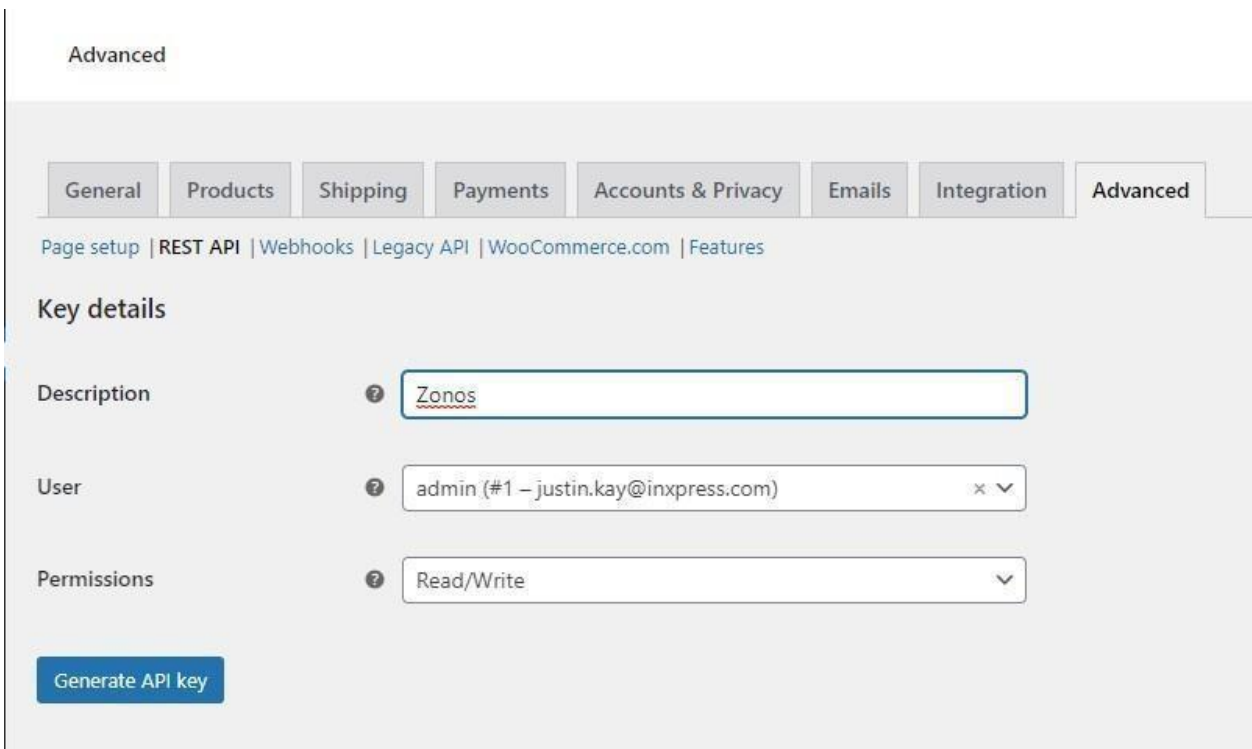 Advanced
General Products Shipping Payments Accounts & Privacy Emails Integration Advanced
Page setup | REST API | Webhooks | Legacy API | WooCommerce.com | Features
Key details
Description ? Zonos
User ? admin (#1 – justin.kay@inxpress.com) × 
Permissions ? Read/Write
Generate API key